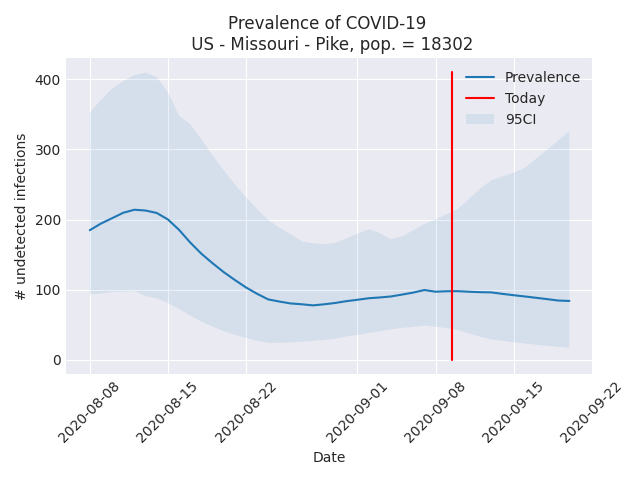 Prevalence of COVID-19
US - Missouri - Pike, pop. = 18302
Prevalence
Today
95CI
# undetected infections
400
300
200
100
0
2020-08-08
2020-08-15
2020-08-22
2020-09-01
2020-09-08
2020-09-15
2020-09-22
Date